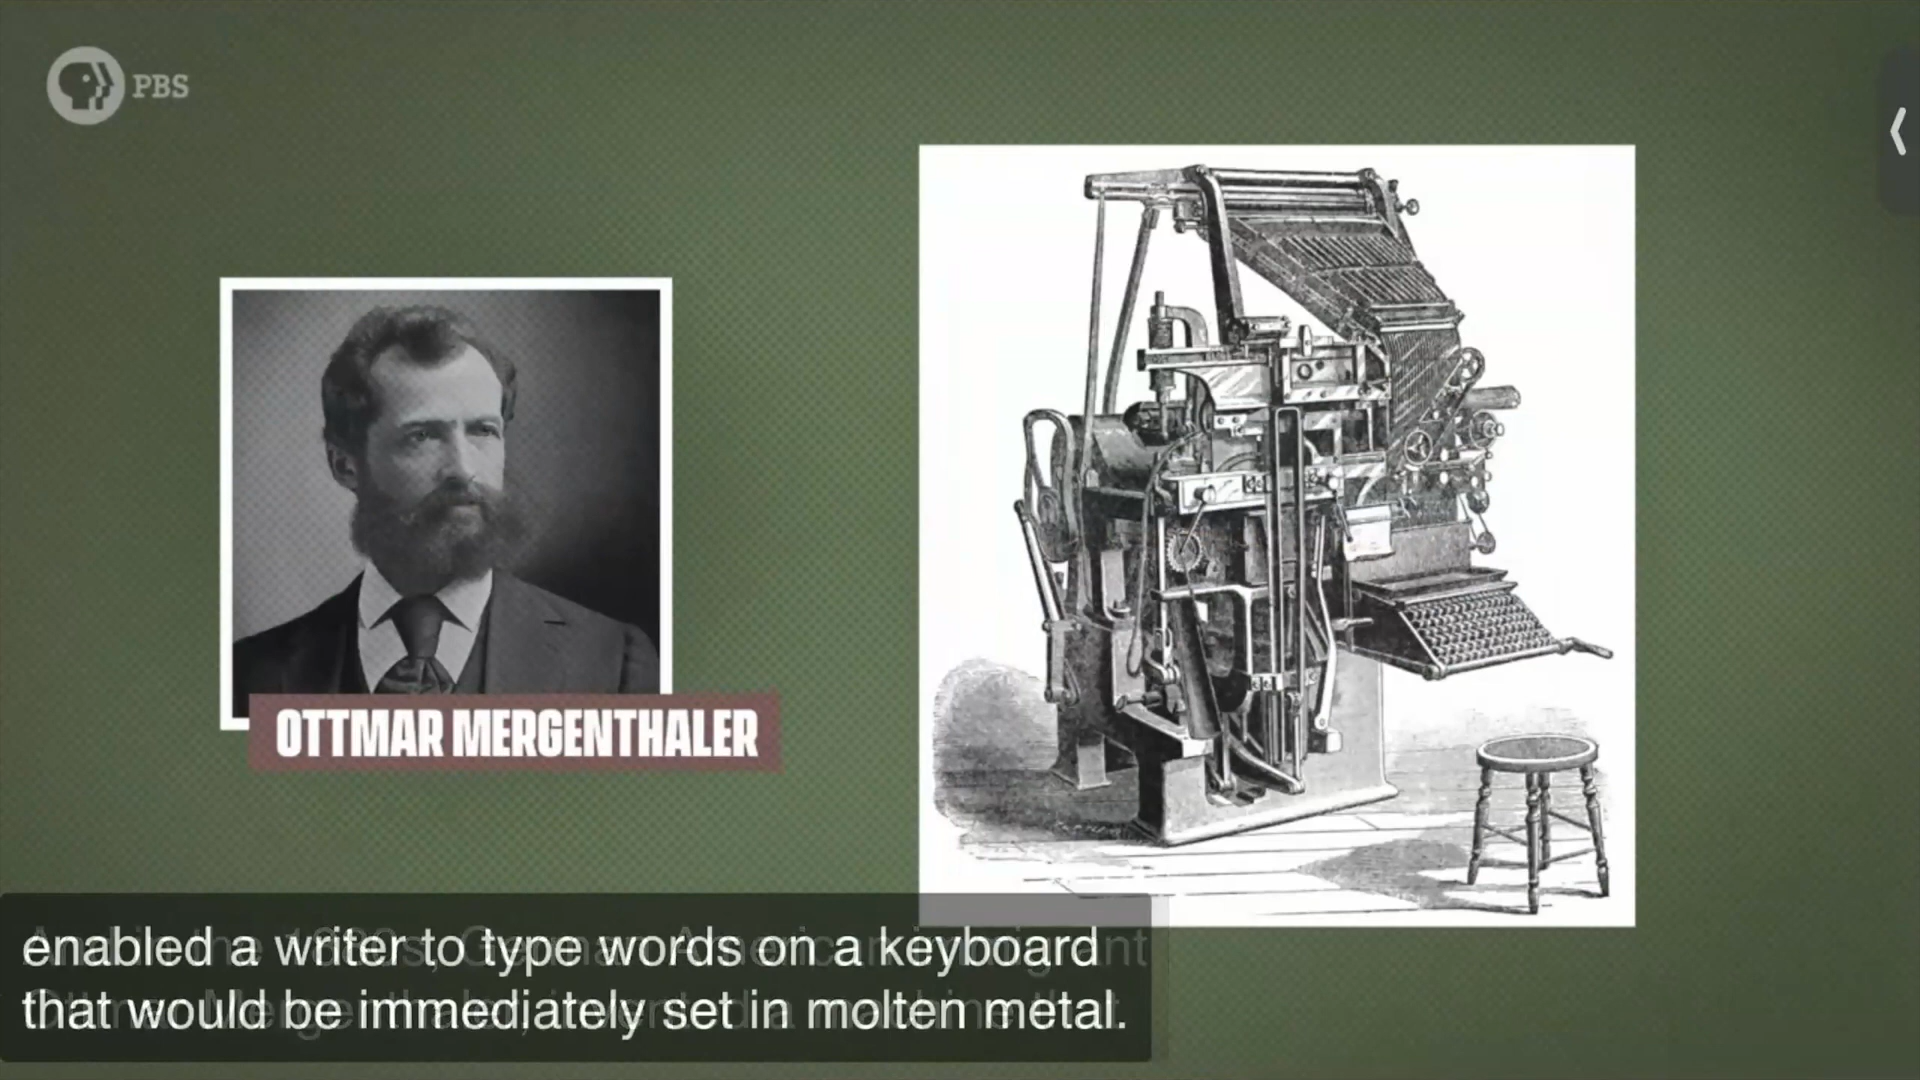 PBS
OTTMAR MERGENTHALER
enabled a writer to type words on a keyboard
that would be immediately set in molten metal.